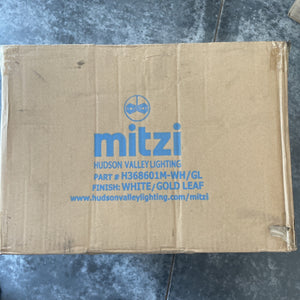 mitzi
HUDSON VALLEY LIGHTING
PART # H368601M-WH/GL
FINISH: WHITE/GOLD LEAF
www.hudsonvalleylighting.com/mitzi